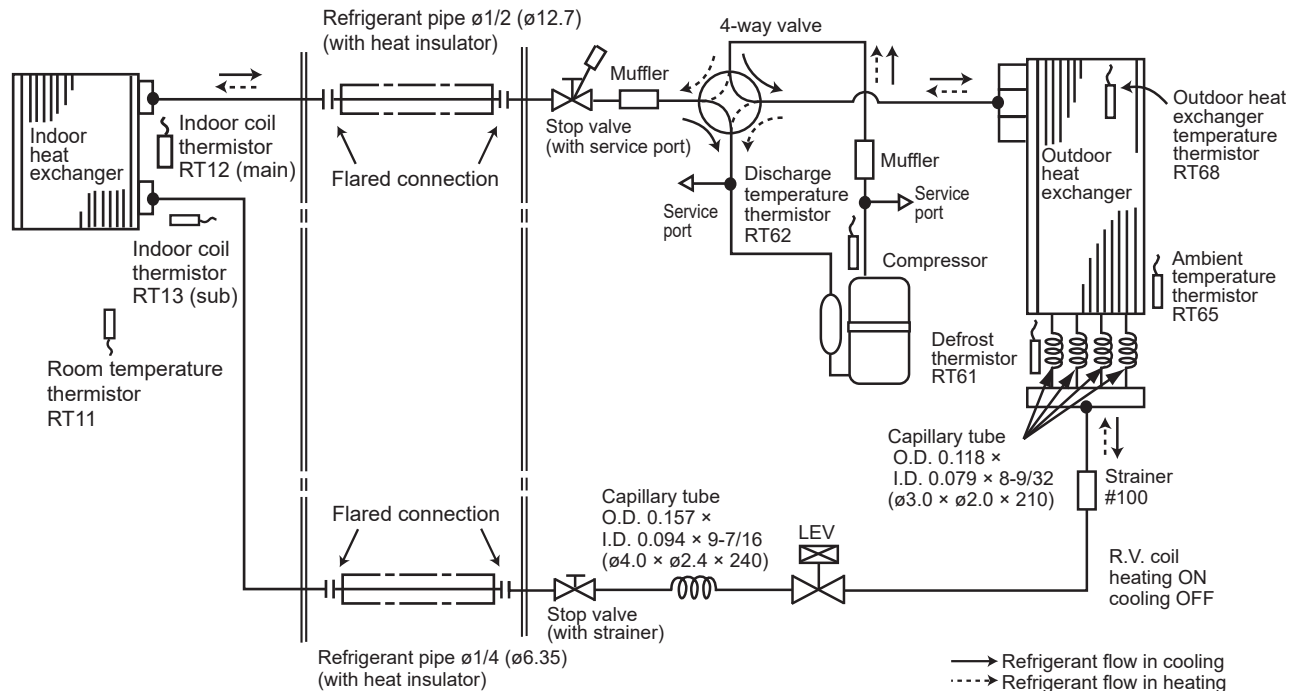 Refrigerant pipe ø1/2 (ø12.7)
(with heat insulator)
4-way valve
Muffler
Stop valve
(with service port)
Indoor
heat
exchanger
Indoor coil
thermistor
RT12 (main)
Flared connection
Indoor coil
thermistor
RT13 (sub)
Room temperature
thermistor
RT11
Service
port
Discharge
temperature
thermistor
RT62
Muffler
Service
port
Compressor
Outdoor
heat
exchanger
Outdoor heat
exchanger
temperature
thermistor
RT68
Ambient
temperature
thermistor
RT65
Defrost
thermistor
RT61
Capillary tube
O.D. 0.118 ×
I.D. 0.079 × 8-9/32
(ø3.0 × ø2.0 × 210)
Strainer
#100
Flared connection
Capillary tube
O.D. 0.157 ×
I.D. 0.094 × 9-7/16
(ø4.0 × ø2.4 × 240)
LEV
R.V. coil
heating ON
cooling OFF
Stop valve
(with strainer)
Refrigerant pipe ø1/4 (ø6.35)
(with heat insulator)
Refrigerant flow in cooling
Refrigerant flow in heating